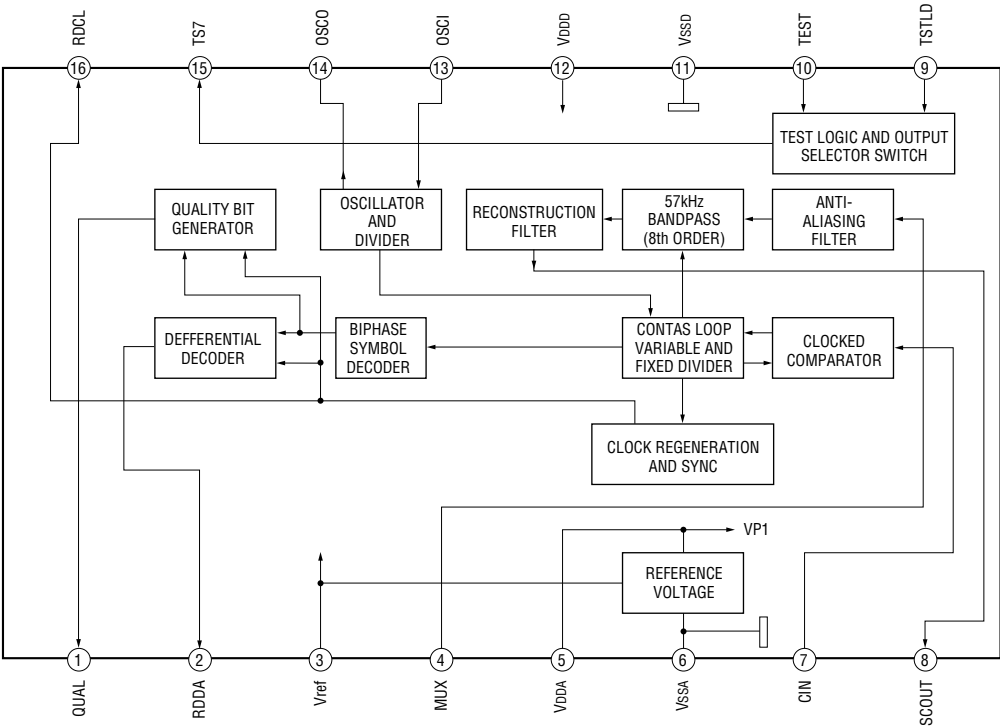 RDCL
TS7
OSCO
OSCI
VDDD
VSSD
TEST
TSTLD
16
15
14
13
12
11
10
9
TEST LOGIC AND OUTPUT
SELECTOR SWITCH
QUALITY BIT
GENERATOR
OSCILLATOR
AND
DIVIDER
RECONSTRUCTION
FILTER
57kHz
BANDPASS
(8th ORDER)
ANTI-
ALIASING
FILTER
DEFFERENTIAL
DECODER
BIPHASE
SYMBOL
DECODER
CONTAS LOOP
VARIABLE AND
FIXED DIVIDER
CLOCKED
COMPARATOR
CLOCK REGENERATION
AND SYNC
VP1
REFERENCE
VOLTAGE
1
2
3
4
5
6
7
8
QUAL
RDDA
Vref
MUX
VDDA
VSSA
CIN
SCOUT